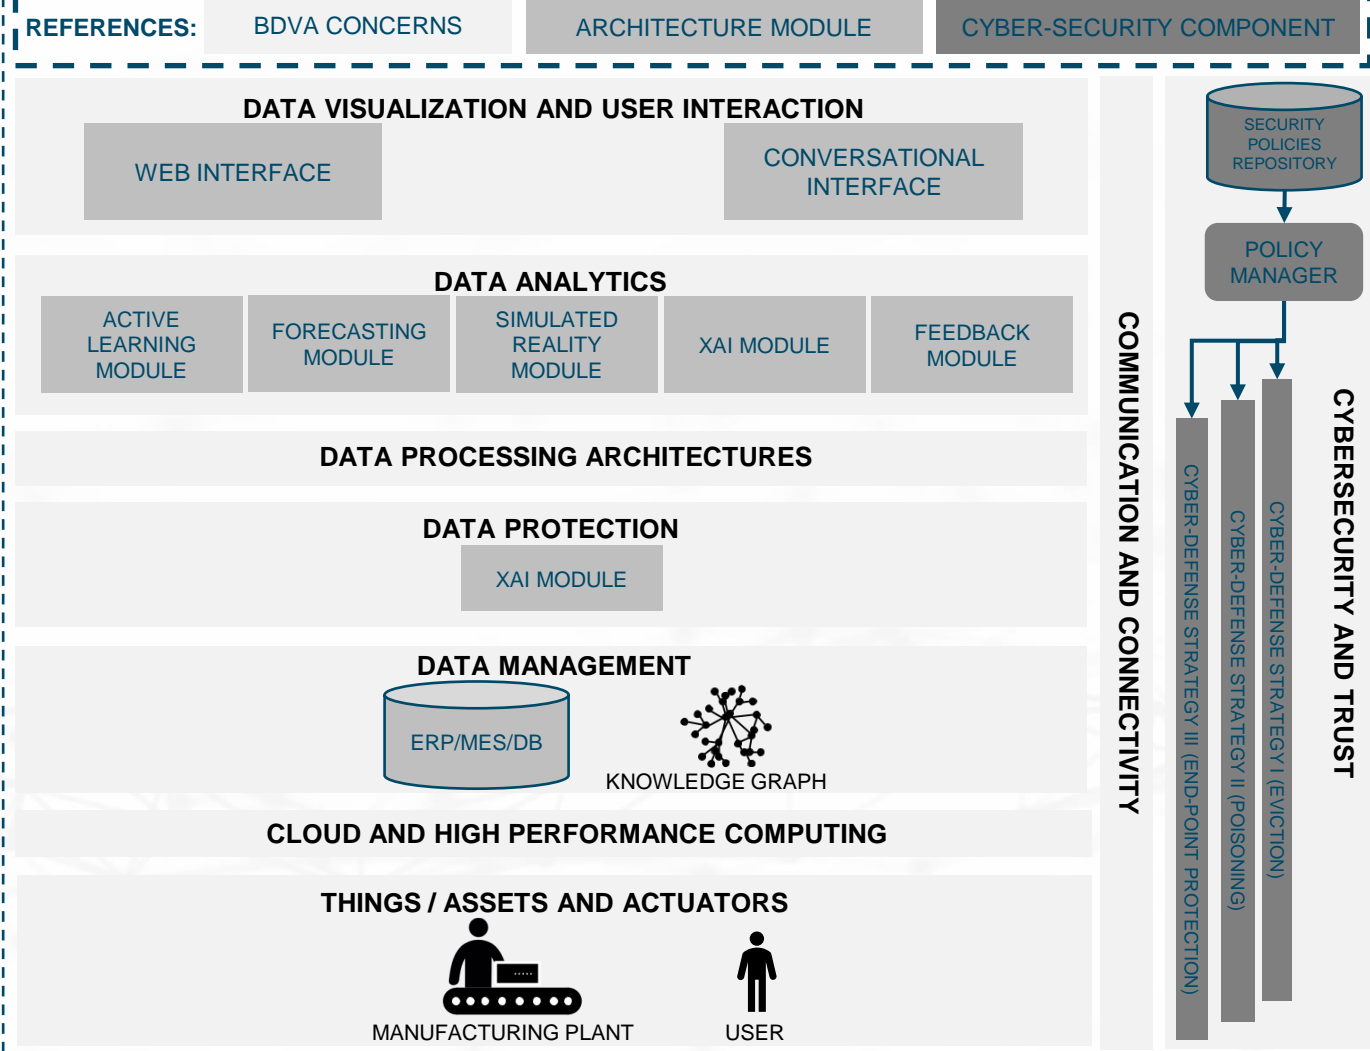 REFERENCES:
BDVA CONCERNS
ARCHITECTURE MODULE
CYBER-SECURITY COMPONENT
DATA VISUALIZATION AND USER INTERACTION
WEB INTERFACE
CONVERSATIONAL
INTERFACE
DATA ANALYTICS
ACTIVE
LEARNING
MODULE
FORECASTING
MODULE
SIMULATED
REALITY
MODULE
XAI MODULE
FEEDBACK
MODULE
DATA PROCESSING ARCHITECTURES
DATA PROTECTION
XAI MODULE
DATA MANAGEMENT
ERP/MES/DB
KNOWLEDGE GRAPH
CLOUD AND HIGH PERFORMANCE COMPUTING
THINGS / ASSETS AND ACTUATORS
MANUFACTURING PLANT
USER
COMMUNICATION AND CONNECTIVITY
SECURITY
POLICIES
REPOSITORY
POLICY
MANAGER
CYBER-DEFENSE STRATEGY III (END-POINT PROTECTION)
CYBER-DEFENSE STRATEGY II (POISONING)
CYBER-DEFENSE STRATEGY I (EVICTION)
CYBERSECURITY AND TRUST